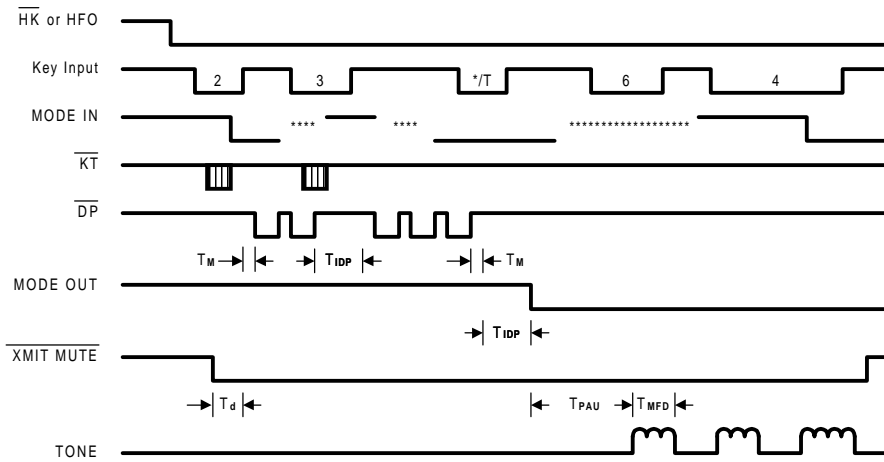 HK or HFO
Key Input
2 3 */T 6 4
MODE IN
**** **** *******************
KT
DP
TM TIDP TM
MODE OUT
TIDP
XMIT MUTE
Td TPAU TMFD
TONE